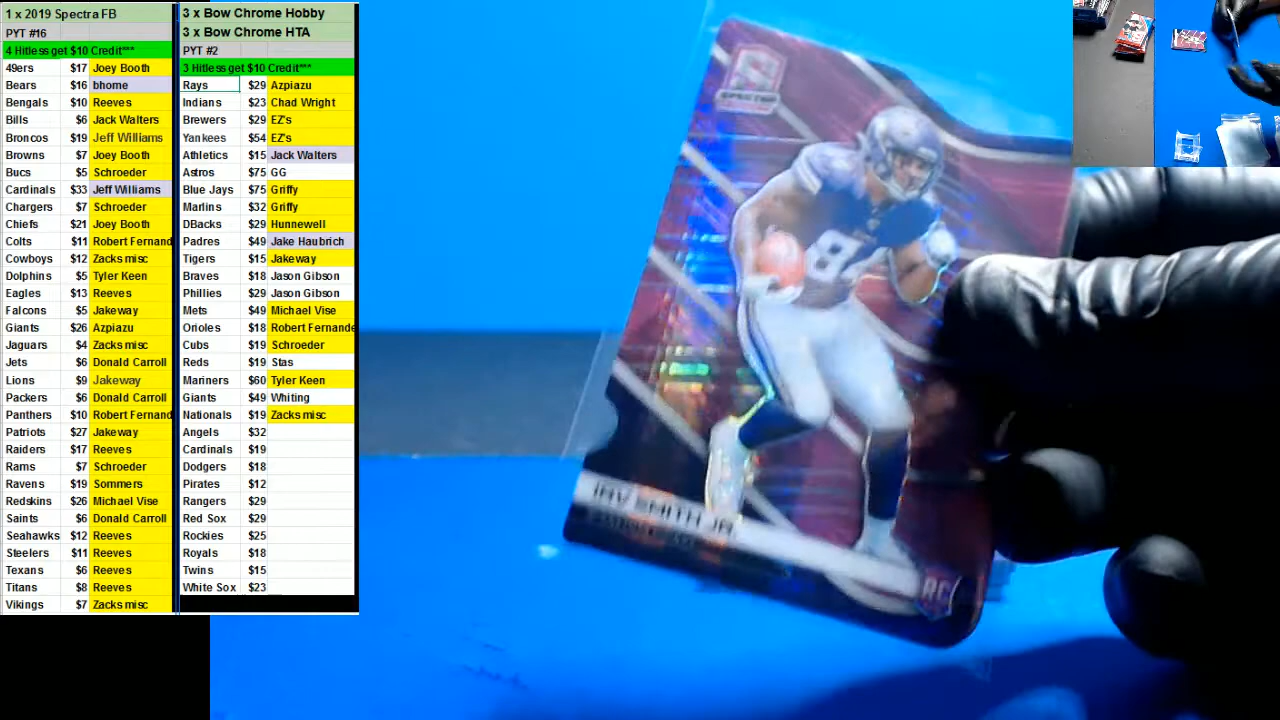 1 x 2019 Spectra FB
PYT #16
4 Hitless get $10 Credit***
49ers $17 Joey Booth
Bears $16 bhome
Bengals $10 Reeves
Bills $6 Jack Walters
Broncos $19 Jeff Williams
Browns $7 Joey Booth
Bucs $5 Schroeder
Cardinals $33 Jeff Williams
Chargers $7 Schroeder
Chiefs $21 Joey Booth
Colts $11 Robert Fernand
Cowboys $12 Zacks misc
Dolphins $5 Tyler Keen
Eagles $13 Reeves
Falcons $5 Jakeway
Giants $26 Azpiazu
Jaguars $4 Zacks misc
Jets $6 Donald Carroll
Lions $9 Jakeway
Packers $6 Donald Carroll
Panthers $10 Robert Fernand
Patriots $27 Jakeway
Raiders $17 Reeves
Rams $7 Schroeder
Ravens $19 Sommers
Redskins $26 Michael Vise
Saints $6 Donald Carroll
Seahawks $12 Reeves
Steelers $11 Reeves
Texans $6 Reeves
Titans $8 Reeves
Vikings $7 Zacks misc
3 x Bow Chrome Hobby
3 x Bow Chrome HTA
PYT #2
3 Hitless get $10 Credit***
Rays $29 Azpiazu
Indians $23 Chad Wright
Brewers $29 EZ's
Yankees $54 EZ's
Athletics $15 Jack Walters
Astros $75 GG
Blue Jays $75 Griffy
Marlins $32 Griffy
DBacks $29 Hunnewell
Padres $49 Jake Haubrich
Tigers $15 Jakeway
Braves $18 Jason Gibson
Phillies $29 Jason Gibson
Mets $49 Michael Vise
Orioles $18 Robert Fernande
Cubs $19 Schroeder
Reds $19 Stas
Mariners $60 Tyler Keen
Giants $49 Whiting
Nationals $19 Zacks misc
Angels $32
Cardinals $19
Dodgers $18
Pirates $12
Rangers $29
Red Sox $29
Rockies $25
Royals $18
Twins $15
White Sox $23
SPECTRA
84
IRV SMITH JR.
RC